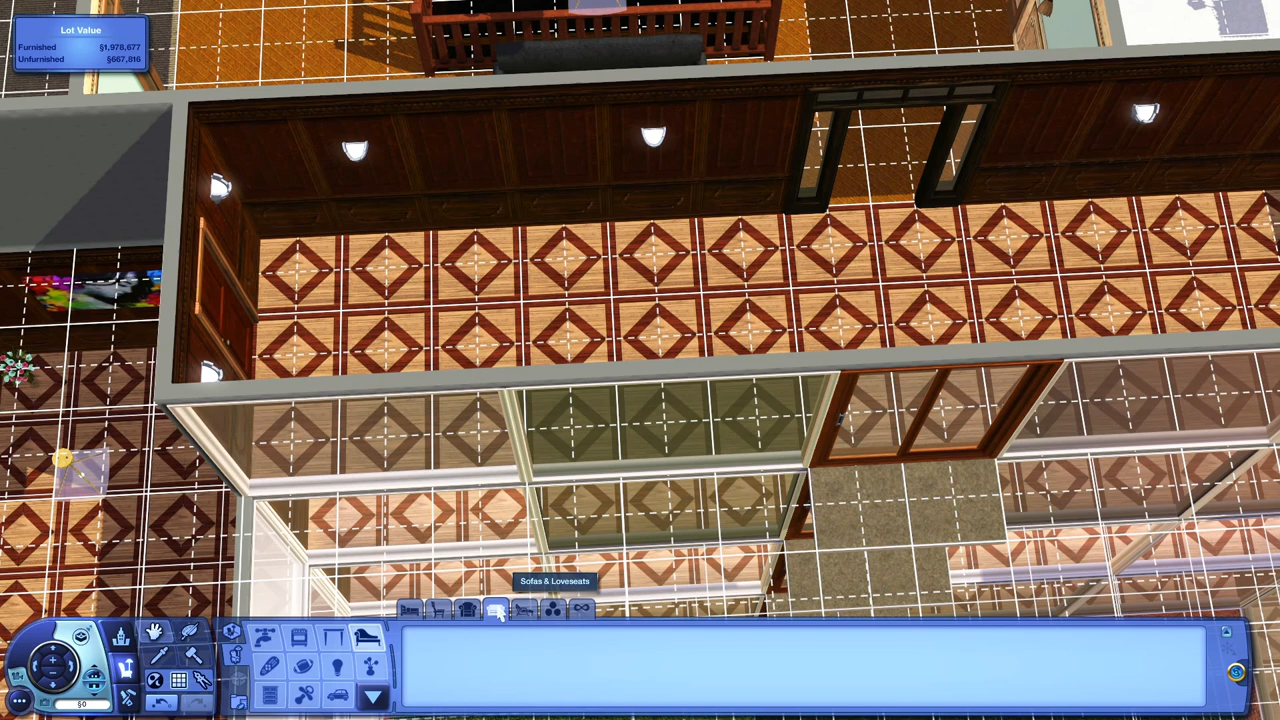 Lot Value
Furnished §1,978,677
Unfurnished §667,816
Sofas & Loveseats
§0